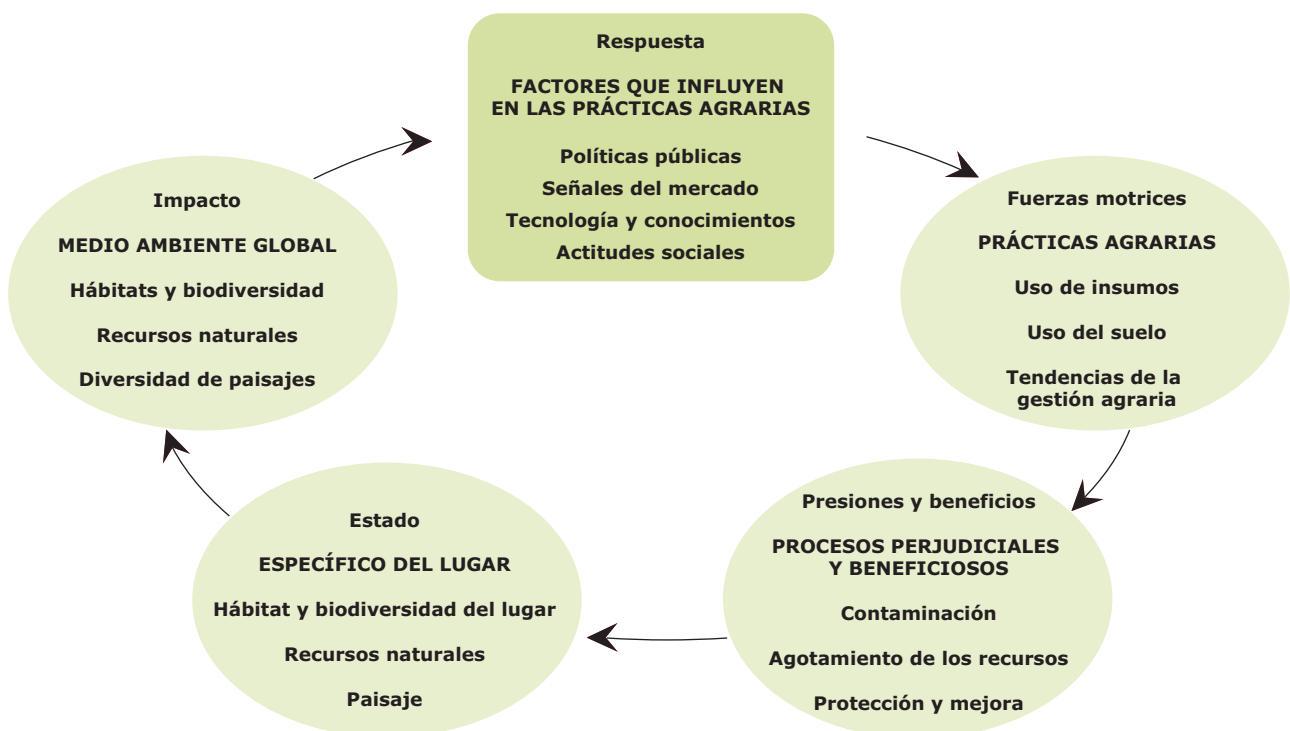 Respuesta
FACTORES QUE INFLUYEN
EN LAS PRÁCTICAS AGRARIAS
Políticas públicas
Señales del mercado
Tecnología y conocimientos
Actitudes sociales
Fuerzas motrices
PRÁCTICAS AGRARIAS
Uso de insumos
Uso del suelo
Tendencias de la
gestión agraria
Presiones y beneficios
PROCESOS PERJUDICIALES
Y BENEFICIOSOS
Contaminación
Agotamiento de los recursos
Protección y mejora
Estado
ESPECÍFICO DEL LUGAR
Hábitat y biodiversidad del lugar
Recursos naturales
Paisaje
Impacto
MEDIO AMBIENTE GLOBAL
Hábitats y biodiversidad
Recursos naturales
Diversidad de paisajes